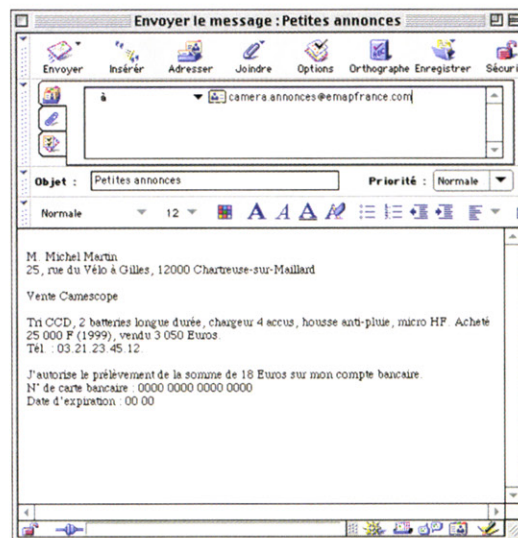 Envoyer le message : Petites annonces
Envoyer Insérér Adresser Joindre Options Orthographe Enregistrer Sécuri
à camera.annonces@emapfrance.com
Objet : Petites annonces Priorité : Normale
Normale 12 A A A
M. Michel Martin
25, rue du Vélo à Gilles, 12000 Chartreuse-sur-Maillard
Vente Camescope
Tri CCD, 2 batteries longue durée, chargeur 4 accus, housse anti-pluie, micro HF. Acheté
25 000 F (1999), vendu 3 050 Euros.
Tél. : 03.21.23.45.12.
J'autorise le prélèvement de la somme de 18 Euros sur mon compte bancaire.
N° de carte bancaire : 0000 0000 0000 0000
Date d'expiration : 00 00